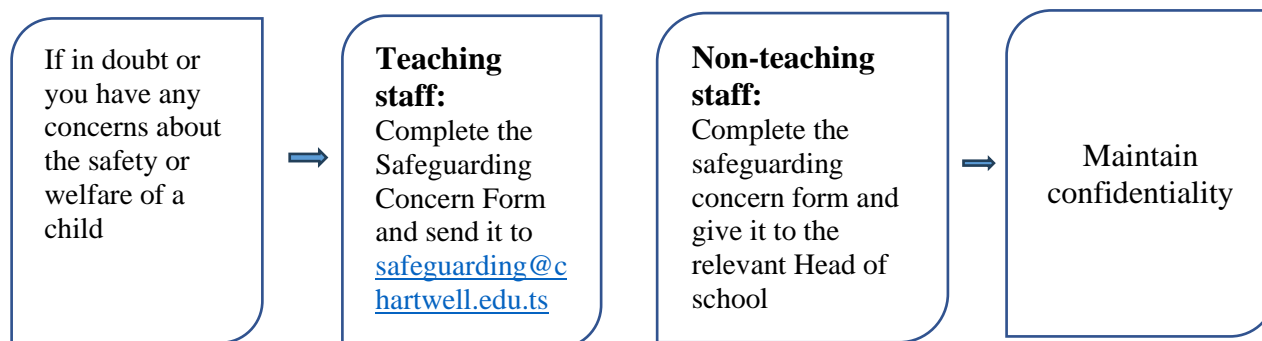 If in doubt or
you have any
concerns about
the safety or
welfare of a
child
Teaching
staff:
Complete the
Safeguarding
Concern Form
and send it to
safeguarding@c
hartwell.edu.ts
Non-teaching
staff:
Complete the
safeguarding
concern form and
give it to the
relevant Head of
school
Maintain
confidentiality